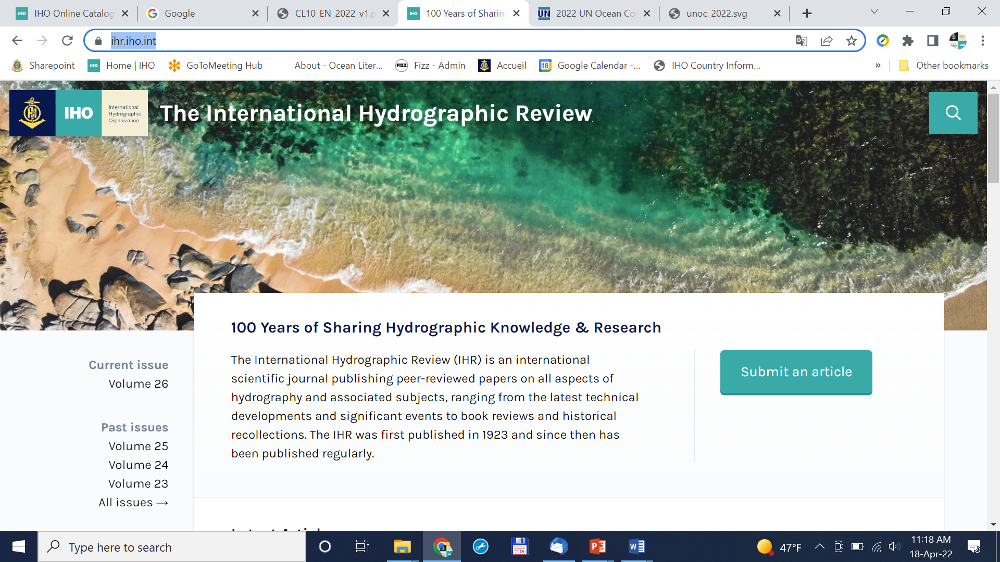 IHO Online Catalog
Google
CL10_EN_2022_v1.p
100 Years of Sharin
2022 UN Ocean Co
unoc_2022.svg
ihr.iho.int
Sharepoint
Home | IHO
GoToMeeting Hub
About - Ocean Liter...
Fizz - Admin
Accueil
Google Calendar -...
IHO Country Inform...
»
Other bookmarks
IHO
International
Hydrographic
Organization
The International Hydrographic Review
100 Years of Sharing Hydrographic Knowledge & Research
The International Hydrographic Review (IHR) is an international
scientific journal publishing peer-reviewed papers on all aspects of
hydrography and associated subjects, ranging from the latest technical
developments and significant events to book reviews and historical
recollections. The IHR was first published in 1923 and since then has
been published regularly.
Submit an article
Current issue
Volume 26
Past issues
Volume 25
Volume 24
Volume 23
All issues →
Type here to search
47°F
11:18 AM
18-Apr-22